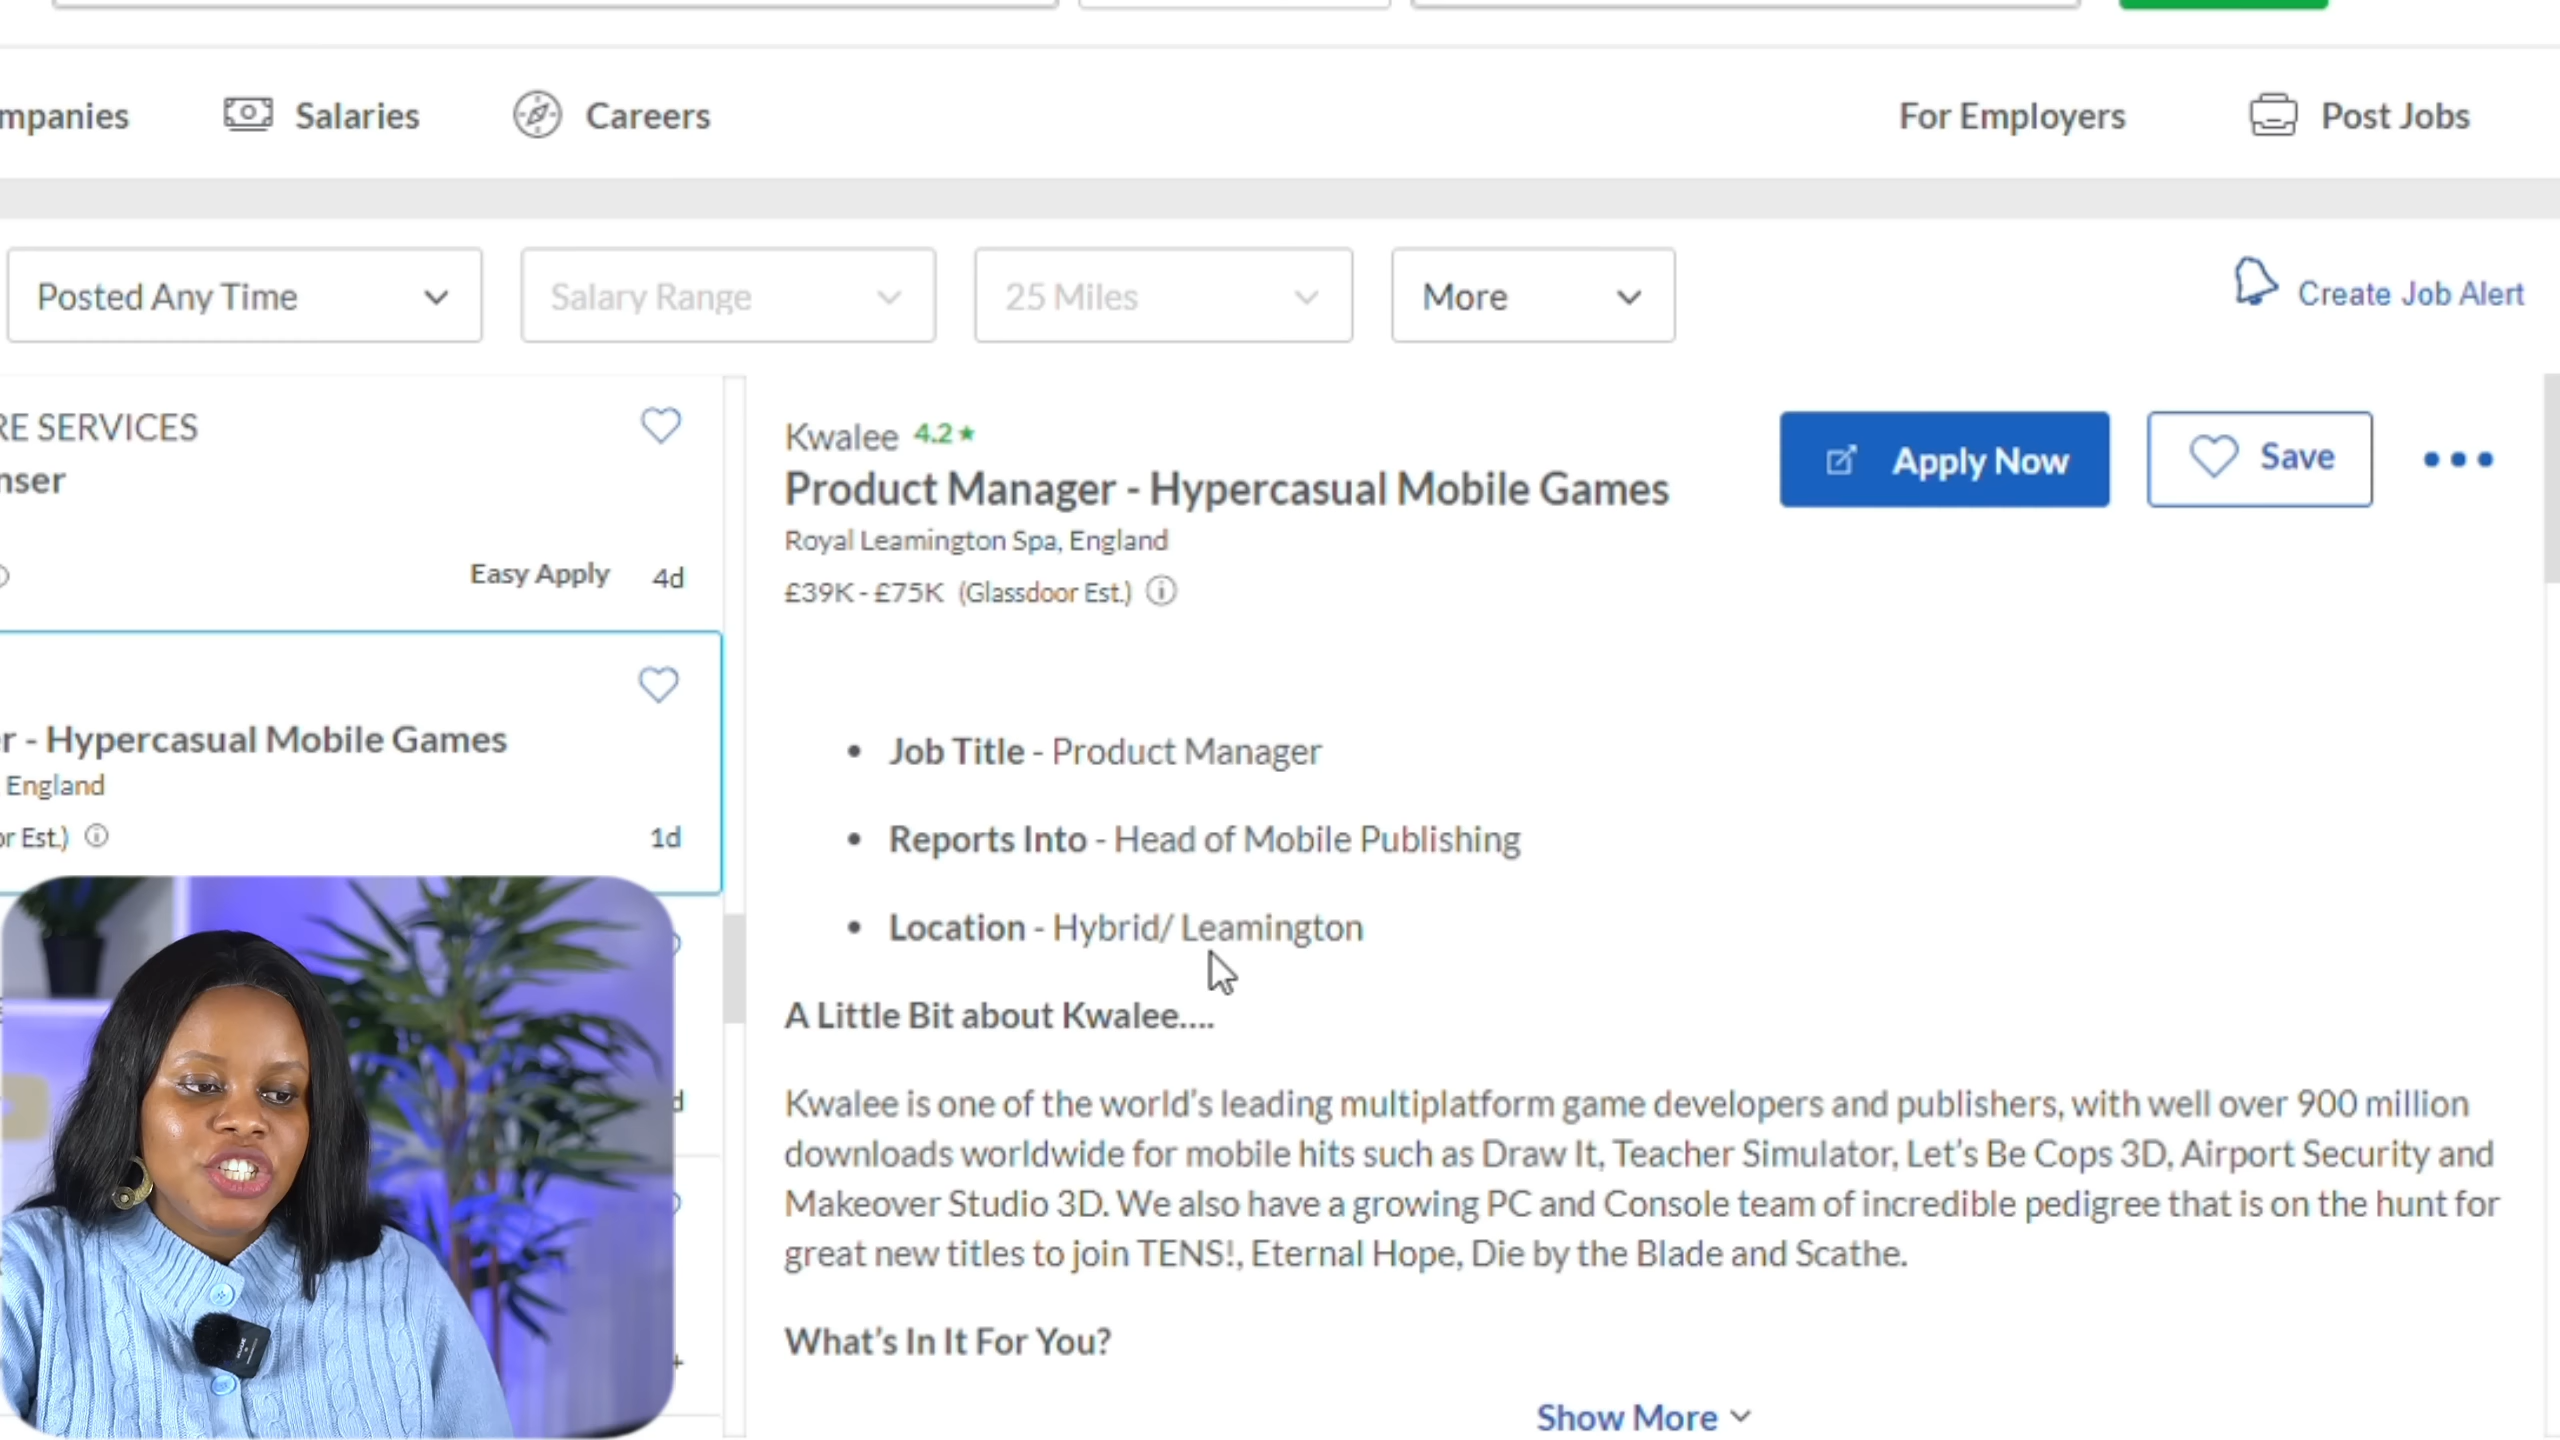 mpanies
Salaries
Careers
For Employers
Post Jobs
Posted Any Time
Salary Range
25 Miles
More
Create Job Alert
RE SERVICES
nser
Easy Apply
4d
r - Hypercasual Mobile Games
England
or Est.)
1d
Kwalee 4.2 ★
Product Manager - Hypercasual Mobile Games
Royal Leamington Spa, England
£39K - £75K (Glassdoor Est.)
Apply Now
Save
• Job Title - Product Manager
• Reports Into - Head of Mobile Publishing
• Location - Hybrid/ Leamington
A Little Bit about Kwalee....
Kwalee is one of the world's leading multiplatform game developers and publishers, with well over 900 million
downloads worldwide for mobile hits such as Draw It, Teacher Simulator, Let's Be Cops 3D, Airport Security and
Makeover Studio 3D. We also have a growing PC and Console team of incredible pedigree that is on the hunt for
great new titles to join TENS!, Eternal Hope, Die by the Blade and Scathe.
What's In It For You?
Show More